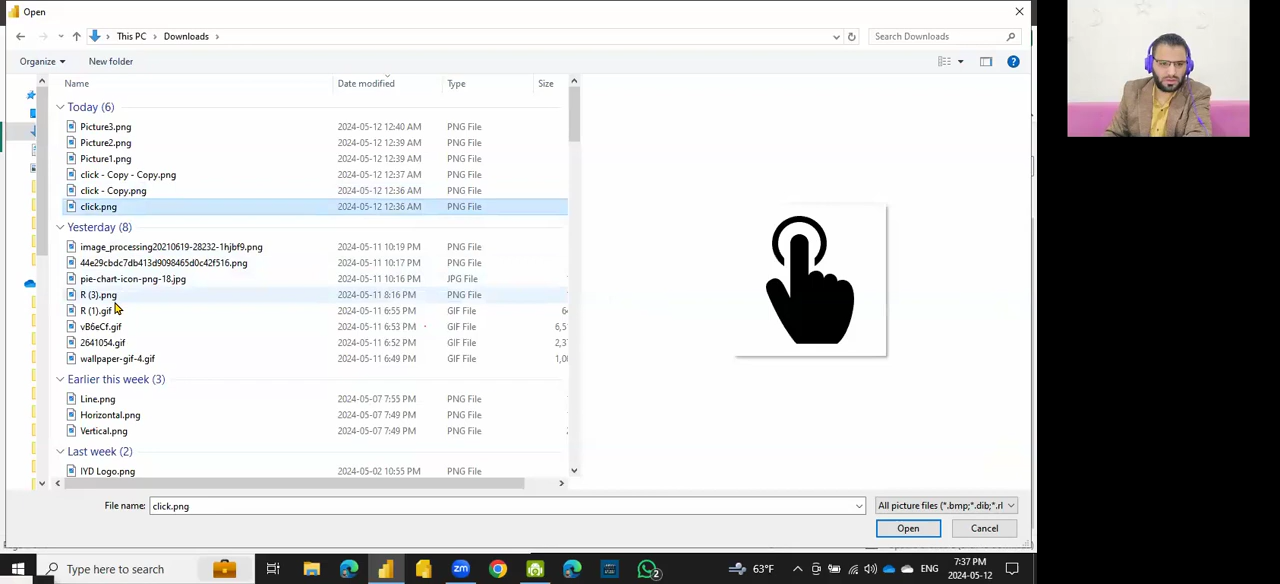 Open
This PC > Downloads >
Search Downloads
Organize
New folder
Name Date modified Type Size
Today (6)
Picture3.png 2024-05-12 12:40 AM PNG File
Picture2.png 2024-05-12 12:39 AM PNG File
Picture1.png 2024-05-12 12:39 AM PNG File
click - Copy - Copy.png 2024-05-12 12:37 AM PNG File
click - Copy.png 2024-05-12 12:36 AM PNG File
click.png 2024-05-12 12:36 AM PNG File
Yesterday (8)
image_processing20210619-28232-1hjbf9.png 2024-05-11 10:19 PM PNG File
44e29cbdc7db413d9098465d0c42f516.png 2024-05-11 10:17 PM PNG File
pie-chart-icon-png-18.jpg 2024-05-11 10:16 PM JPG File
R (3).png 2024-05-11 8:16 PM PNG File
R (1).gif 2024-05-11 6:55 PM GIF File
vB6eCf.gif 2024-05-11 6:53 PM GIF File 6,5
2641054.gif 2024-05-11 6:52 PM GIF File 2,3
wallpaper-gif-4.gif 2024-05-11 6:49 PM GIF File 1,0
Earlier this week (3)
Line.png 2024-05-07 7:55 PM PNG File
Horizontal.png 2024-05-07 7:49 PM PNG File
Vertical.png 2024-05-07 7:49 PM PNG File
Last week (2)
IYD Logo.png 2024-05-02 10:55 PM PNG File
File name: click.png
All picture files (*.bmp;*.dib;*.rl
Open Cancel
Type here to search
2
63°F
ENG
7:37 PM
2024-05-12